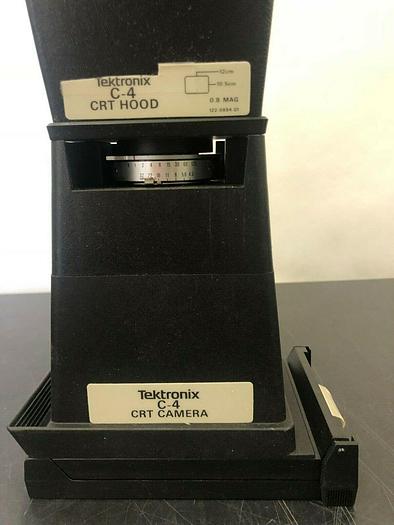 Tektronix
C-4
CRT HOOD
12cm
10.5cm
0.9 MAG
Tektronix
C-4
CRT CAMERA